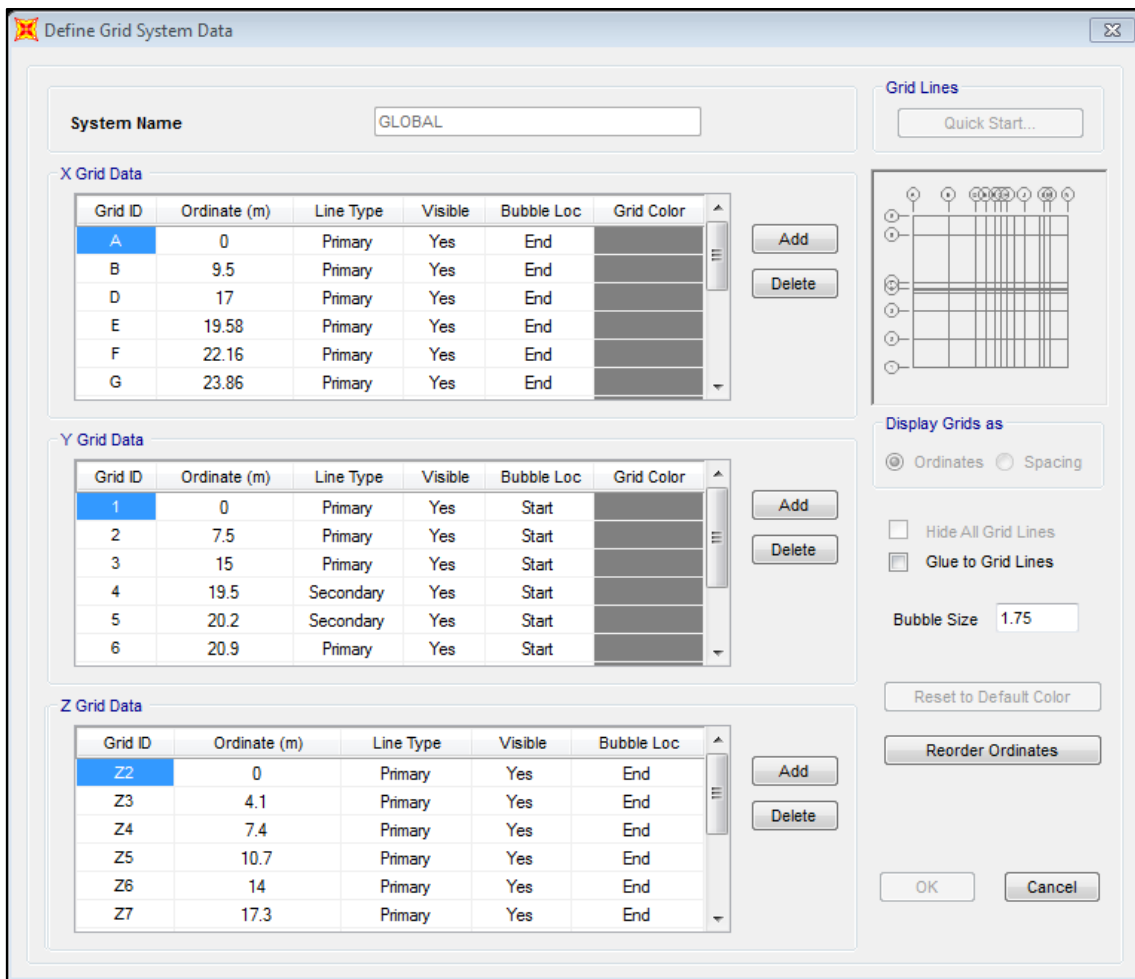 Define Grid System Data
System Name GLOBAL
Grid Lines
Quick Start...
X Grid Data
Grid ID Ordinate (m) Line Type Visible Bubble Loc Grid Color
A 0 Primary Yes End
B 9.5 Primary Yes End
D 17 Primary Yes End
E 19.58 Primary Yes End
F 22.16 Primary Yes End
G 23.86 Primary Yes End
Add
Delete
Y Grid Data
Grid ID Ordinate (m) Line Type Visible Bubble Loc Grid Color
1 0 Primary Yes Start
2 7.5 Primary Yes Start
3 15 Primary Yes Start
4 19.5 Secondary Yes Start
5 20.2 Secondary Yes Start
6 20.9 Primary Yes Start
Add
Delete
Display Grids as
Ordinates Spacing
Hide All Grid Lines
Glue to Grid Lines
Bubble Size 1.75
Z Grid Data
Grid ID Ordinate (m) Line Type Visible Bubble Loc
Z2 0 Primary Yes End
Z3 4.1 Primary Yes End
Z4 7.4 Primary Yes End
Z5 10.7 Primary Yes End
Z6 14 Primary Yes End
Z7 17.3 Primary Yes End
Add
Delete
Reset to Default Color
Reorder Ordinates
OK Cancel